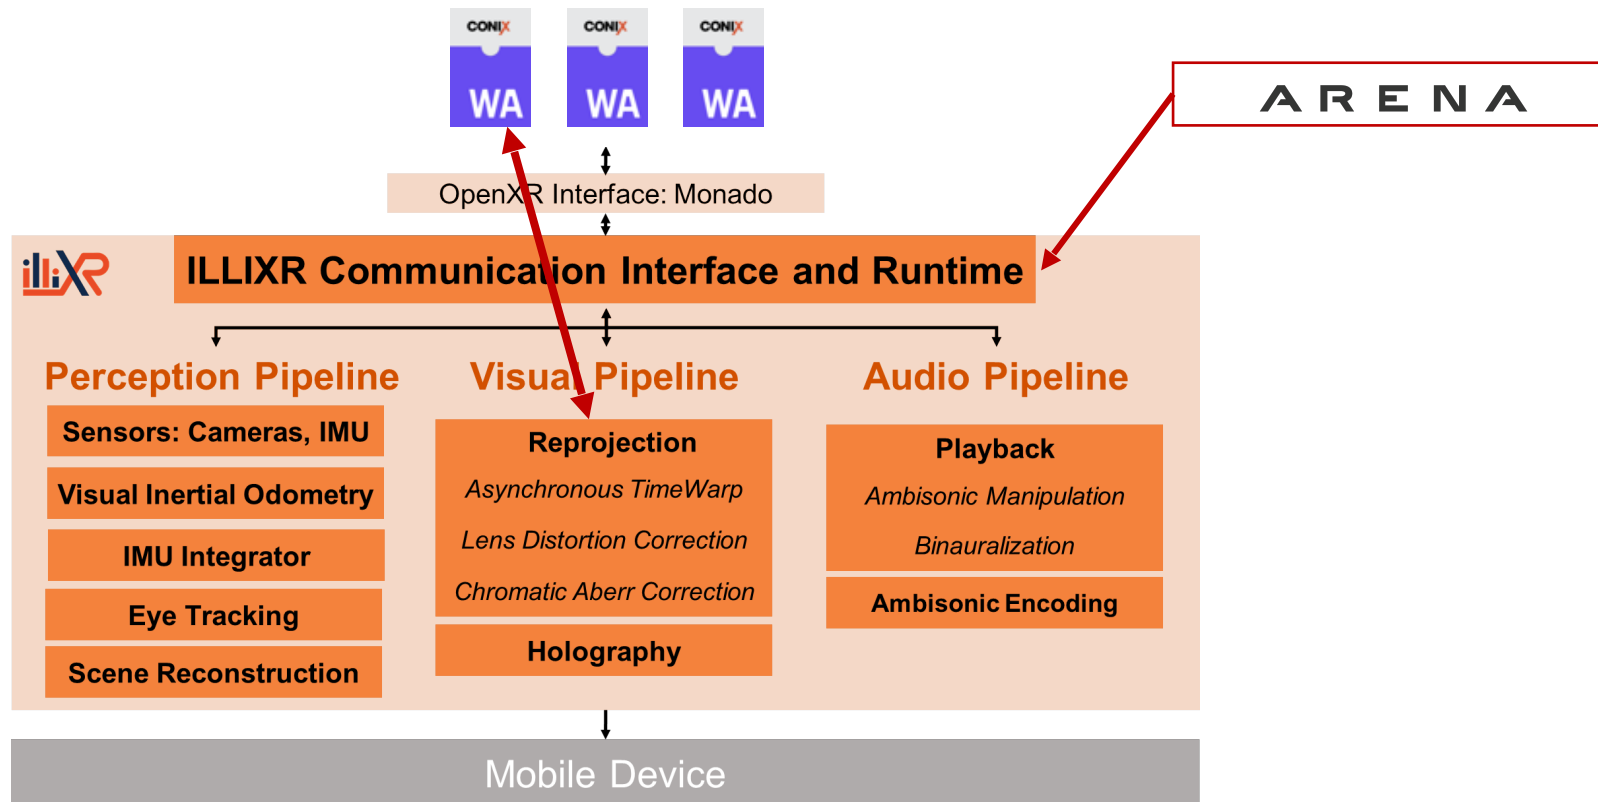 CONIX CONIX CONIX
WA WA WA
ARENA
OpenXR Interface: Monado
illiXR
ILLIXR Communication Interface and Runtime
Perception Pipeline
Sensors: Cameras, IMU
Visual Inertial Odometry
IMU Integrator
Eye Tracking
Scene Reconstruction
Visual Pipeline
Reprojection
Asynchronous TimeWarp
Lens Distortion Correction
Chromatic Aberr Correction
Holography
Audio Pipeline
Playback
Ambisonic Manipulation
Binauralization
Ambisonic Encoding
Mobile Device